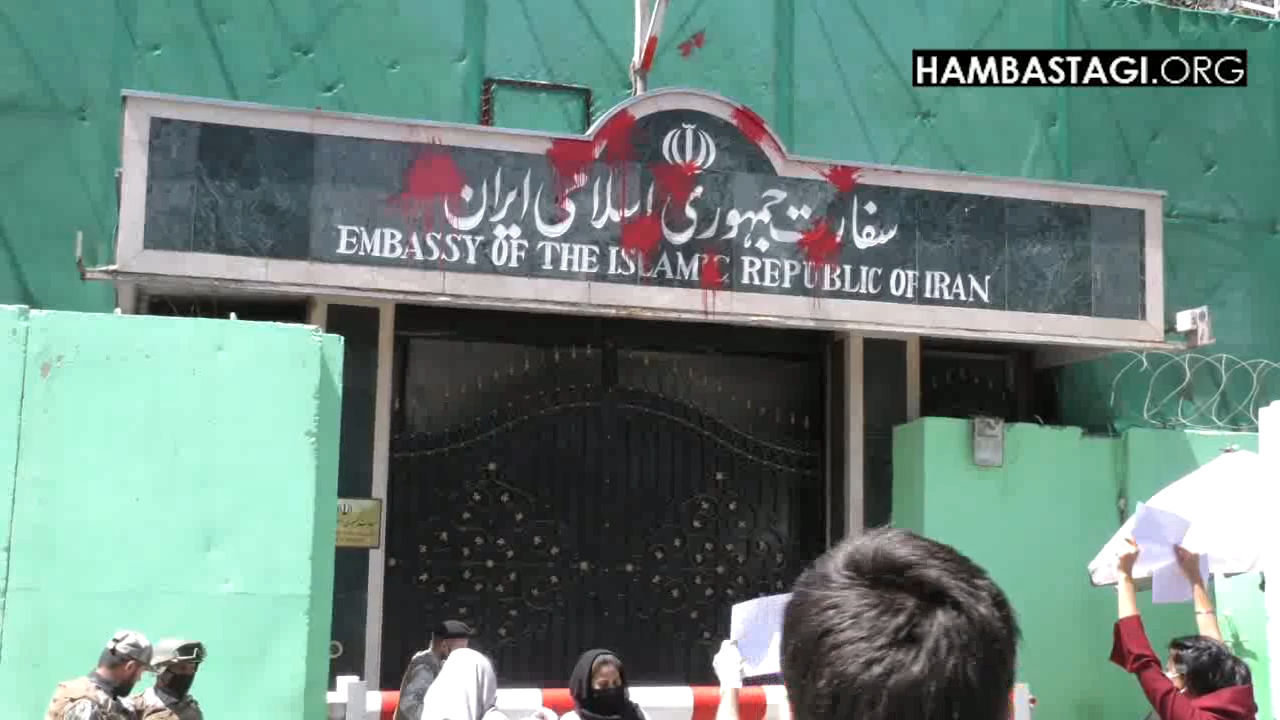 HAMBASTAGI.ORG
سفارت جمهوری اسلامی ایران
EMBASSY OF THE ISLAMIC REPUBLIC OF IRAN